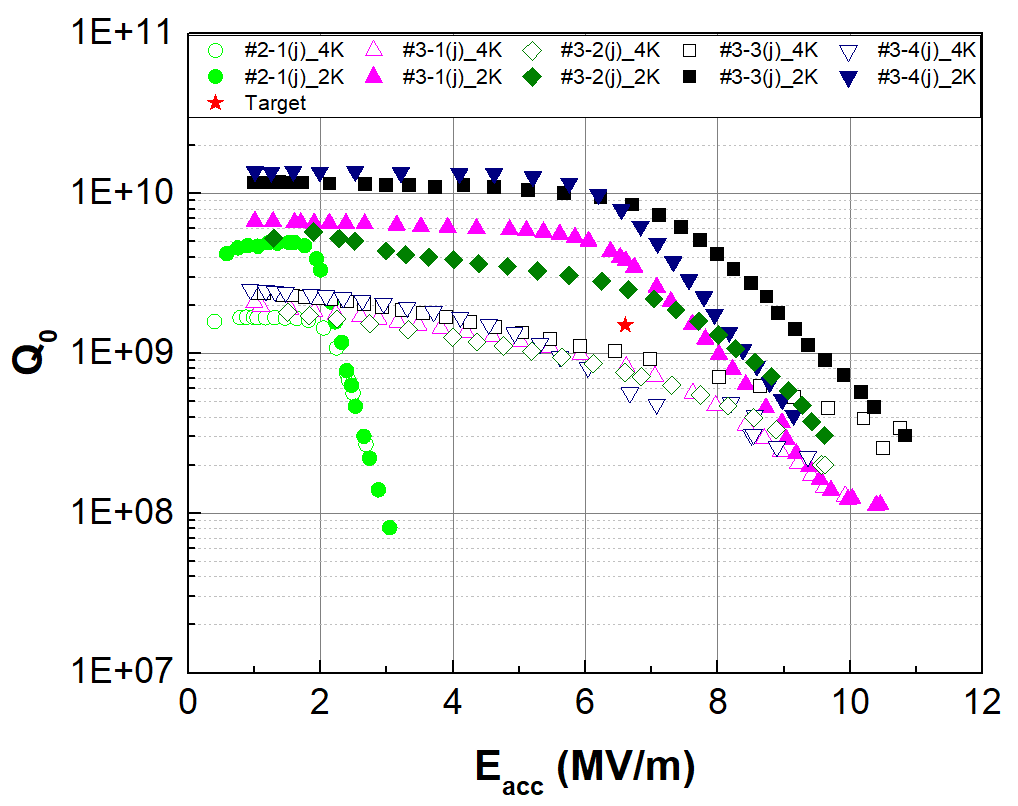 1E+11
#2-1(j)_4K #3-1(j)_4K #3-2(j)_4K #3-3(j)_4K #3-4(j)_4K
#2-1(j)_2K #3-1(j)_2K #3-2(j)_2K #3-3(j)_2K #3-4(j)_2K
Target
1E+10
1E+09
1E+08
1E+07
Q0
0 2 4 6 8 10 12
Eacc (MV/m)